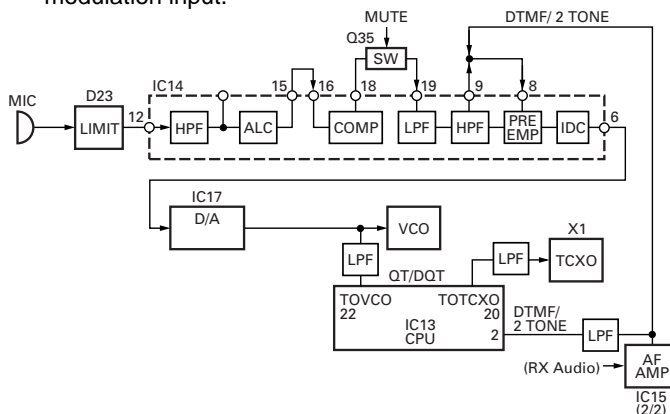 modulation input.
MUTE
DTMF/ 2 TONE
Q35
SW
IC14
15
16
18
19
9
8
MIC
D23
LIMIT
12
HPF
ALC
COMP
LPF
HPF
PRE
EMP
IDC
6
IC17
D/A
VCO
X1
LPF
QT/DQT
LPF
TCXO
TOVCO
22
TOTCXO
20
IC13
CPU
2
DTMF/
2 TONE
LPF
(RX Audio)
AF
AMP
IC15
(2/2)